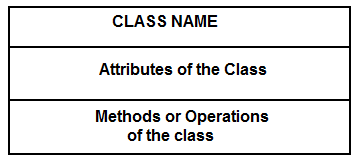 CLASS NAME
Attributes of the Class
Methods or Operations
of the class